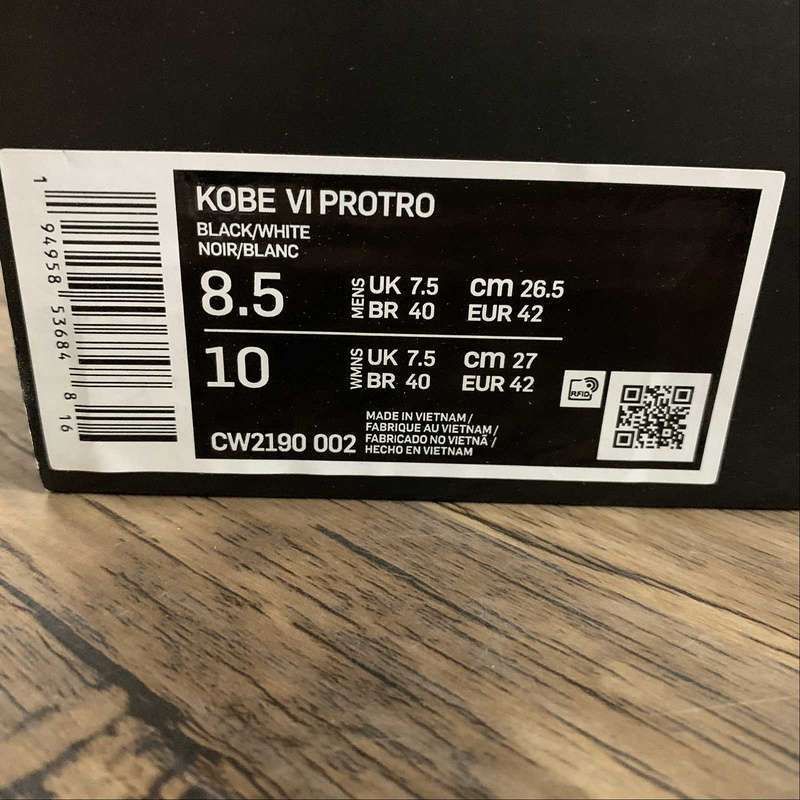 KOBE VI PROTRO
BLACK/WHITE
NOIR/BLANC
8.5 MENS UK 7.5 cm 26.5
BR 40 EUR 42
10 WMNS UK 7.5 cm 27
BR 40 EUR 42
RFID
CW2190 002
MADE IN VIETNAM /
FABRIQUE AU VIETNAM /
FABRICADO NO VIETNÃ /
HECHO EN VIETNAM
1 94958 53684 8 16